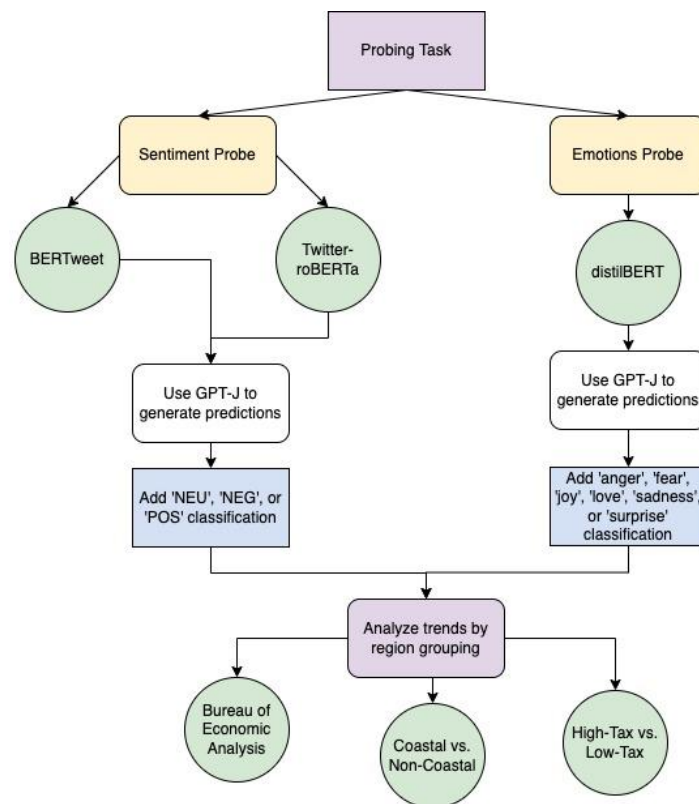 Probing Task
Sentiment Probe
Emotions Probe
BERTweet
Twitter-
roBERTa
distilBERT
Use GPT-J to
generate predictions
Use GPT-J to
generate predictions
Add 'NEU', 'NEG', or
'POS' classification
Add 'anger', 'fear',
'joy', 'love', 'sadness',
or 'surprise'
classification
Analyze trends by
region grouping
Bureau of
Economic
Analysis
Coastal vs.
Non-Coastal
High-Tax vs.
Low-Tax